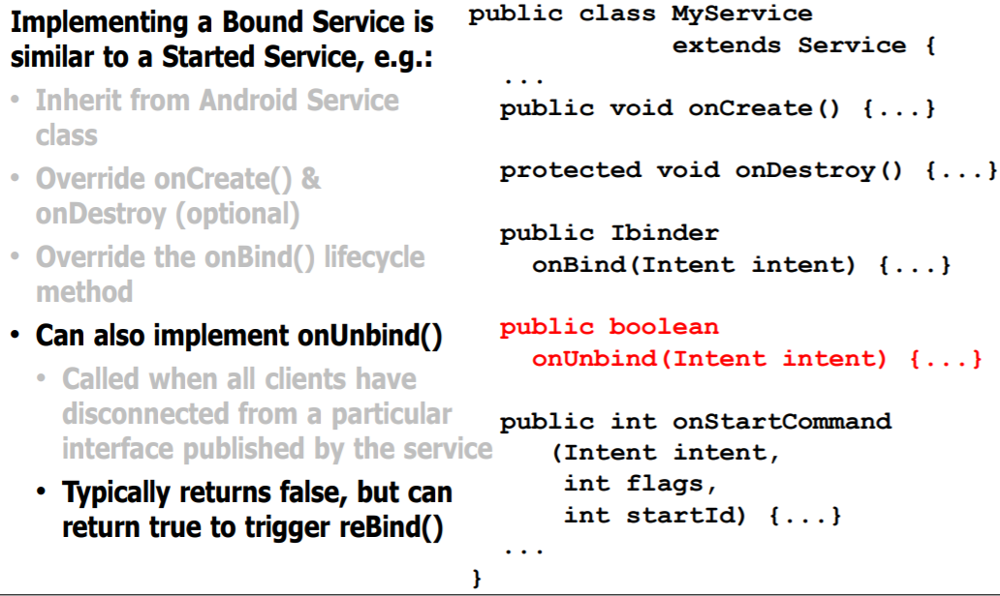 Implementing a Bound Service is
similar to a Started Service, e.g.:
• Inherit from Android Service
class
• Override onCreate() &
onDestroy (optional)
• Override the onBind() lifecycle
method
• Can also implement onUnbind()
• Called when all clients have
disconnected from a particular
interface published by the service
• Typically returns false, but can
return true to trigger reBind()
public class MyService
extends Service {
...
public void onCreate() {...}
protected void onDestroy() {...}
public Ibinder
onBind(Intent intent) {...}
public boolean
onUnbind(Intent intent) {...}
public int onStartCommand
(Intent intent,
int flags,
int startId) {...}
...
}